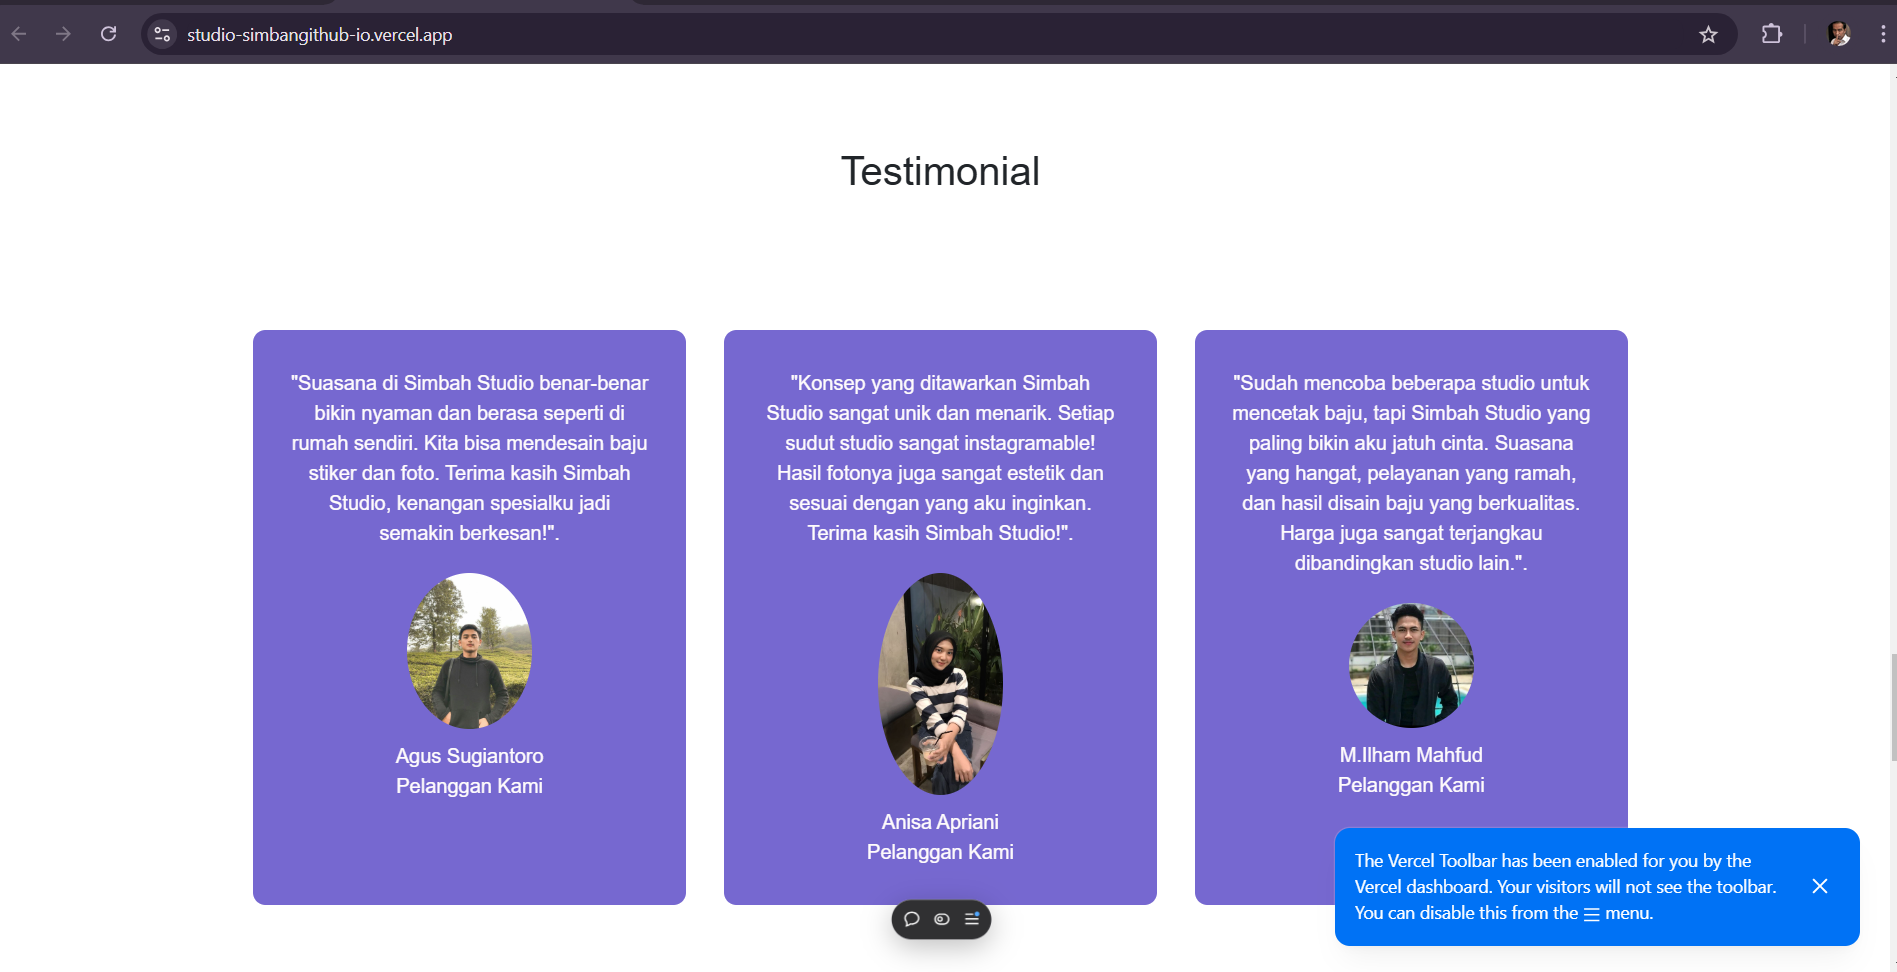 studio-simbangithub-io.vercel.app
Testimonial
"Suasana di Simbah Studio benar-benar
bikin nyaman dan berasa seperti di
rumah sendiri. Kita bisa mendesain baju
stiker dan foto. Terima kasih Simbah
Studio, kenangan spesialku jadi
semakin berkesan!".
Agus Sugiantoro
Pelanggan Kami
"Konsep yang ditawarkan Simbah
Studio sangat unik dan menarik. Setiap
sudut studio sangat instagramable!
Hasil fotonya juga sangat estetik dan
sesuai dengan yang aku inginkan.
Terima kasih Simbah Studio!".
Anisa Apriani
Pelanggan Kami
"Sudah mencoba beberapa studio untuk
mencetak baju, tapi Simbah Studio yang
paling bikin aku jatuh cinta. Suasana
yang hangat, pelayanan yang ramah,
dan hasil disain baju yang berkualitas.
Harga juga sangat terjangkau
dibandingkan studio lain.".
M.Ilham Mahfud
Pelanggan Kami
The Vercel Toolbar has been enabled for you by the
Vercel dashboard. Your visitors will not see the toolbar.
You can disable this from the menu.